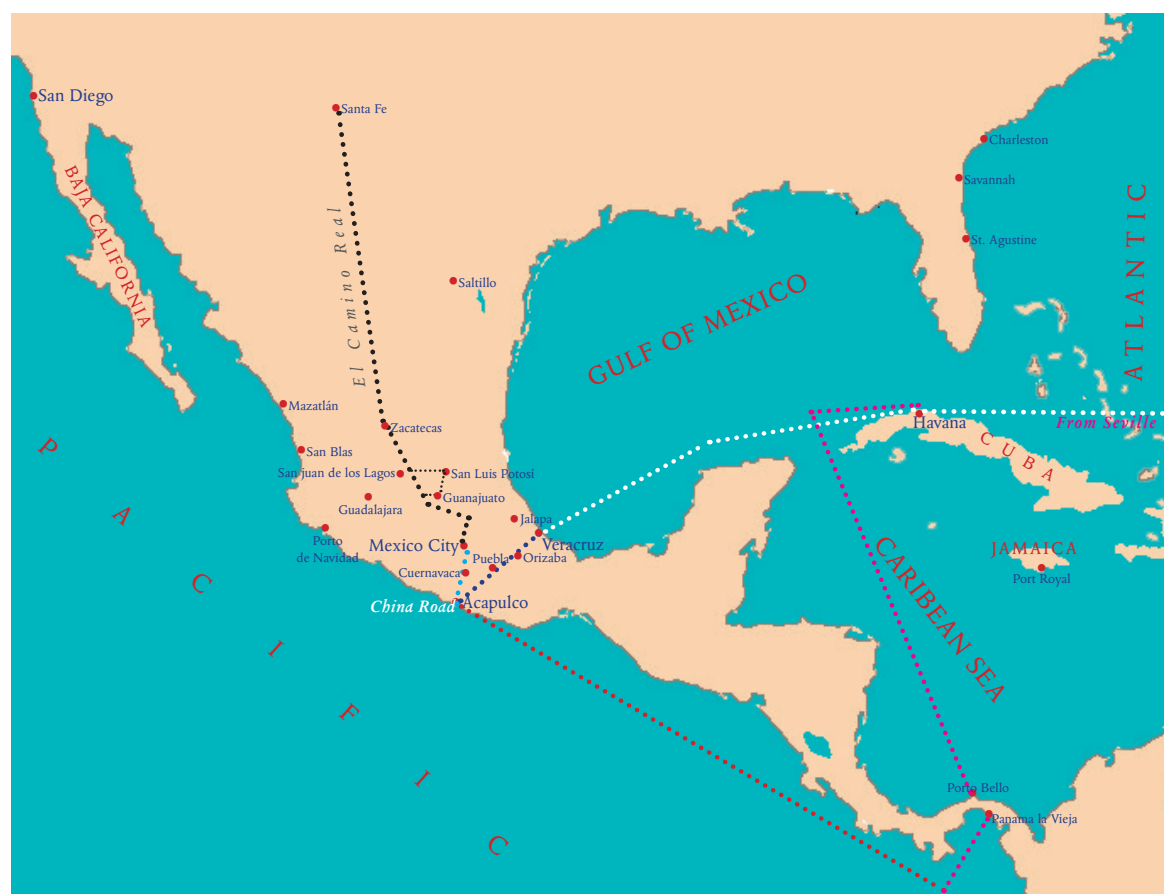 San Diego
Santa Fe
Charleston
BAJA CALIFORNIA
Savannah
ATLANTIC
El Camino Real
St. Agustine
Saltillo
GULF OF MEXICO
Mazatlán
Zacatecas
Havana
From Seville
PACIFIC
San Blas
CUBA
San juan de los Lagos
San Luis Potosí
Guanajuato
Guadalajara
Jalapa
Porto
de Navidad
Mexico City
Veracruz
Puebla
Orizaba
JAMAICA
Cuernavaca
Port Royal
CARIBEAN SEA
China Road
Acapulco
Porto Bello
Panama la Vieja